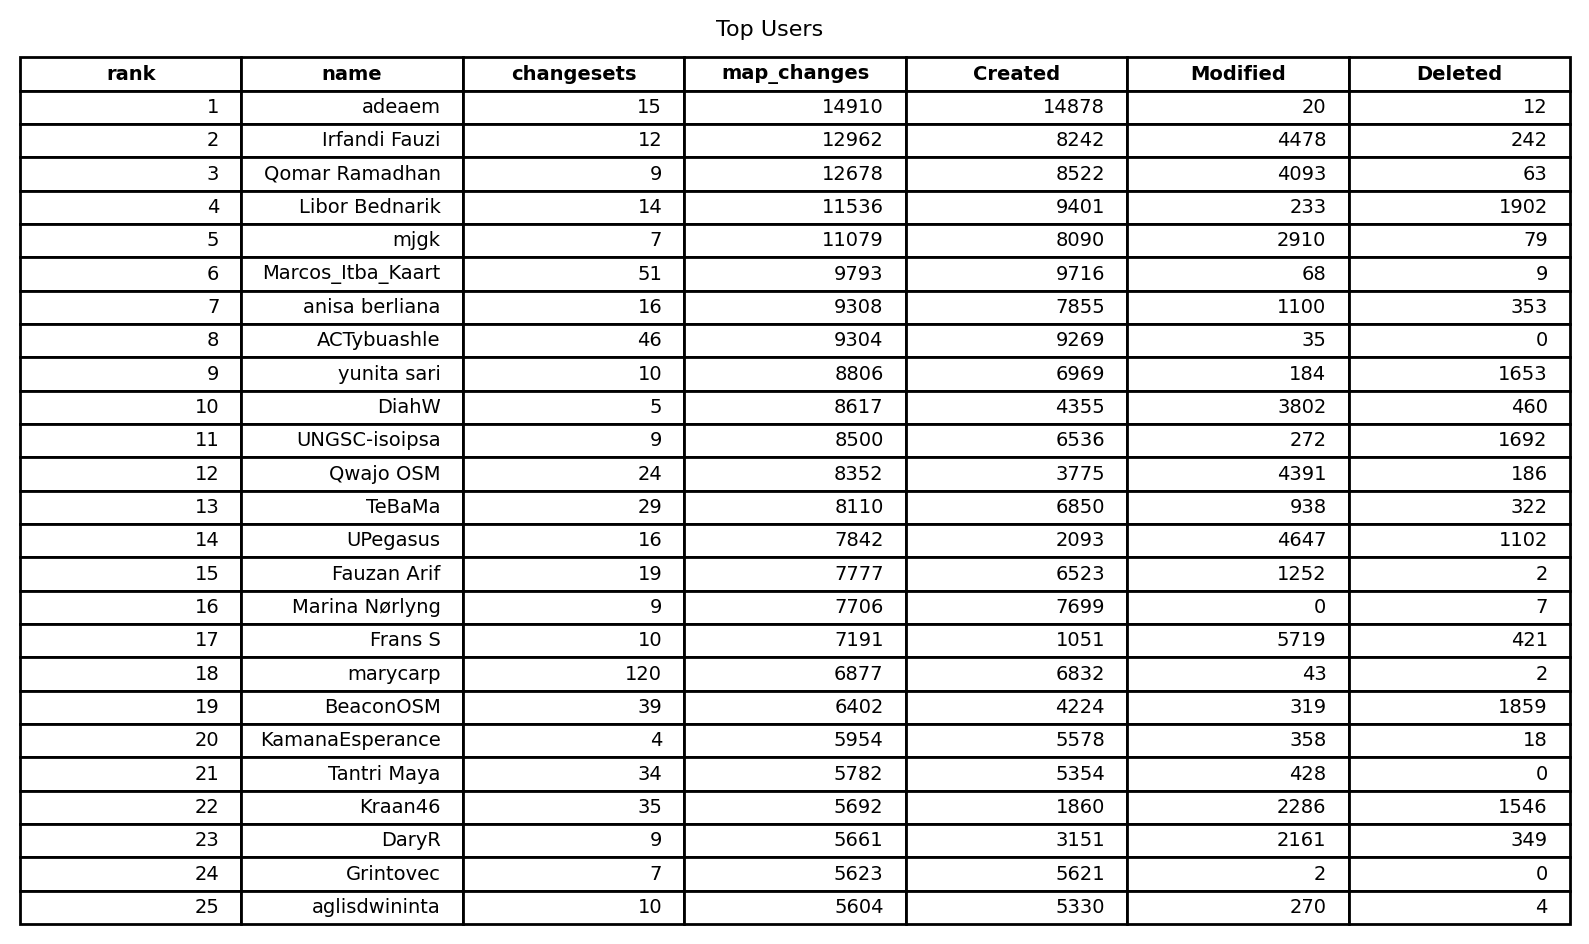 Top Users
rank name changesets map_changes Created Modified Deleted
1 adeaem 15 14910 14878 20 12
2 Irfandi Fauzi 12 12962 8242 4478 242
3 Qomar Ramadhan 9 12678 8522 4093 63
4 Libor Bednarik 14 11536 9401 233 1902
5 mjgk 7 11079 8090 2910 79
6 Marcos_Itba_Kaart 51 9793 9716 68 9
7 anisa berliana 16 9308 7855 1100 353
8 ACTybuashle 46 9304 9269 35 0
9 yunita sari 10 8806 6969 184 1653
10 DiahW 5 8617 4355 3802 460
11 UNGSC-isoipsa 9 8500 6536 272 1692
12 Qwajo OSM 24 8352 3775 4391 186
13 TeBaMa 29 8110 6850 938 322
14 UPegasus 16 7842 2093 4647 1102
15 Fauzan Arif 19 7777 6523 1252 2
16 Marina Nørlyng 9 7706 7699 0 7
17 Frans S 10 7191 1051 5719 421
18 marycarp 120 6877 6832 43 2
19 BeaconOSM 39 6402 4224 319 1859
20 KamanaEsperance 4 5954 5578 358 18
21 Tantri Maya 34 5782 5354 428 0
22 Kraan46 35 5692 1860 2286 1546
23 DaryR 9 5661 3151 2161 349
24 Grintovec 7 5623 5621 2 0
25 aglisdwininta 10 5604 5330 270 4